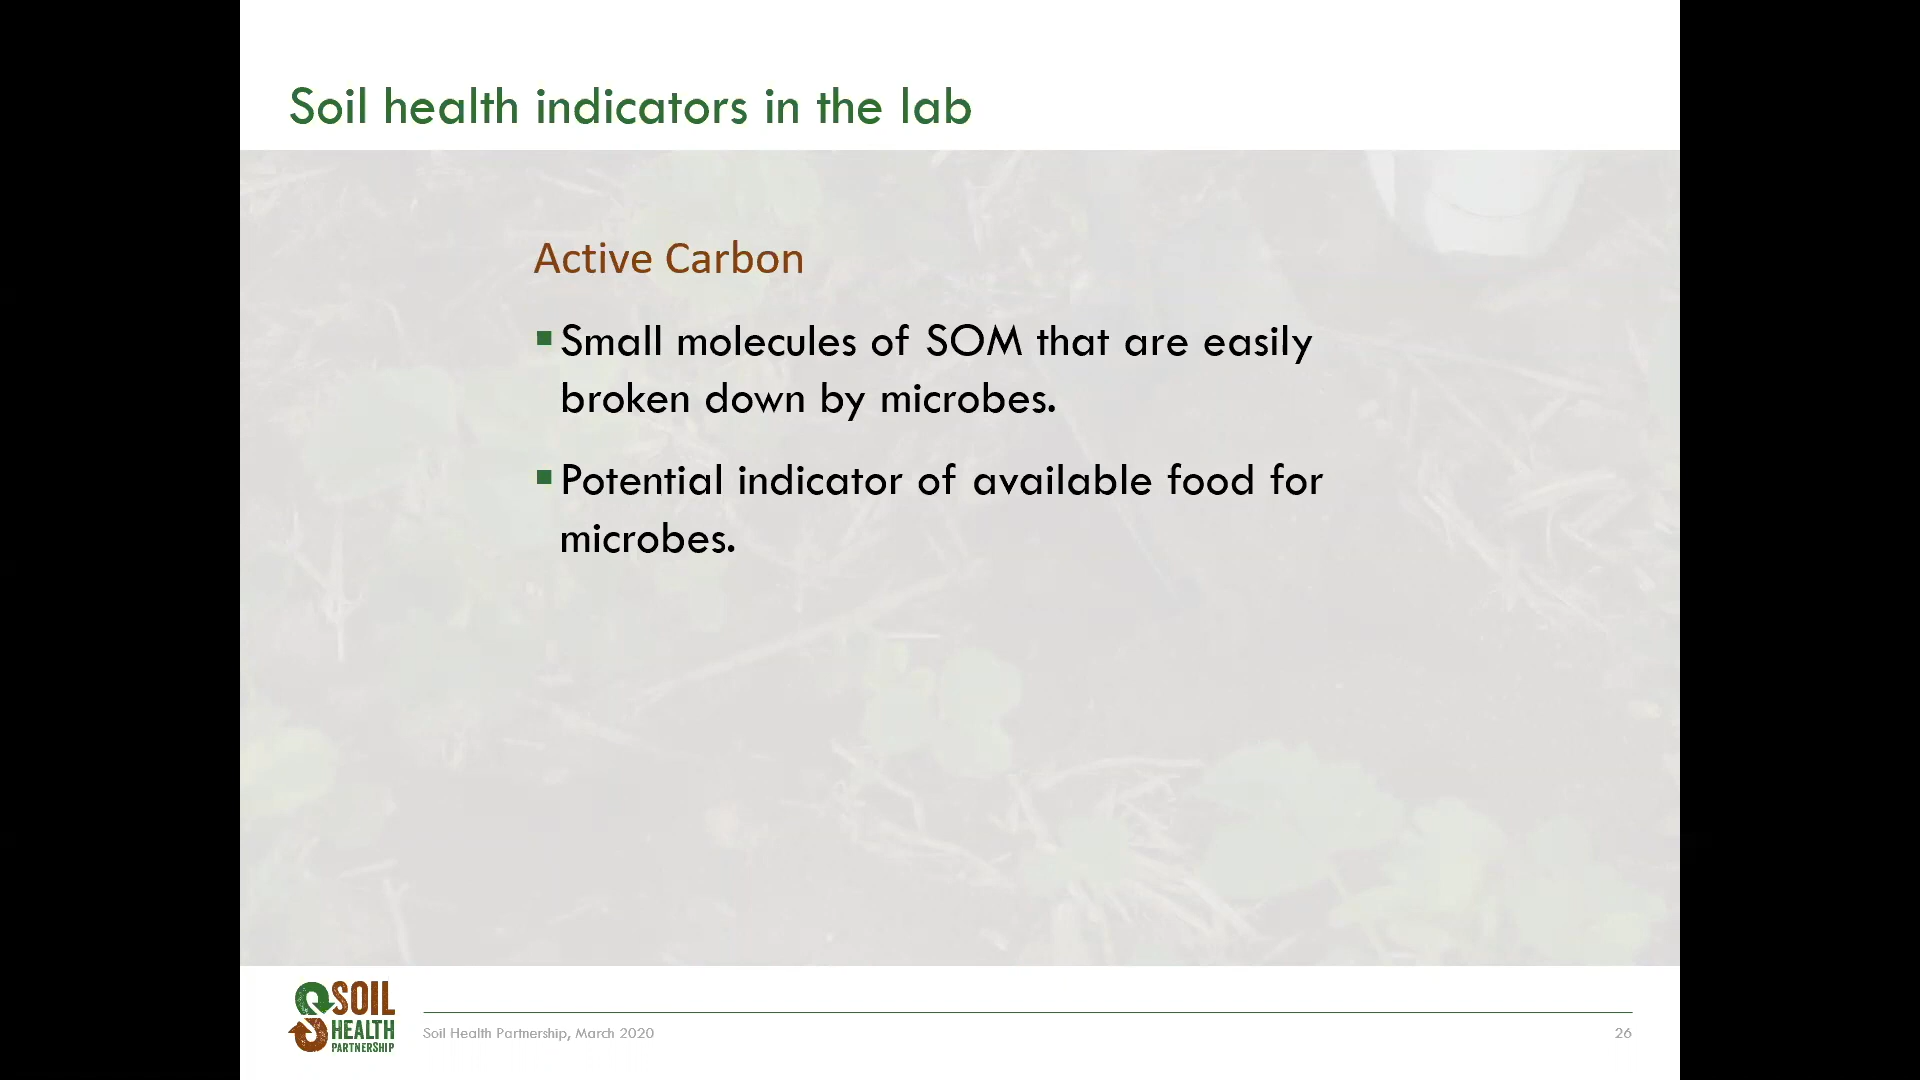 Soil health indicators in the lab
Active Carbon
▪Small molecules of SOM that are easily
broken down by microbes.
▪Potential indicator of available food for
microbes.
SOIL
HEALTH
PARTNERSHIP
Soil Health Partnership, March 2020
26